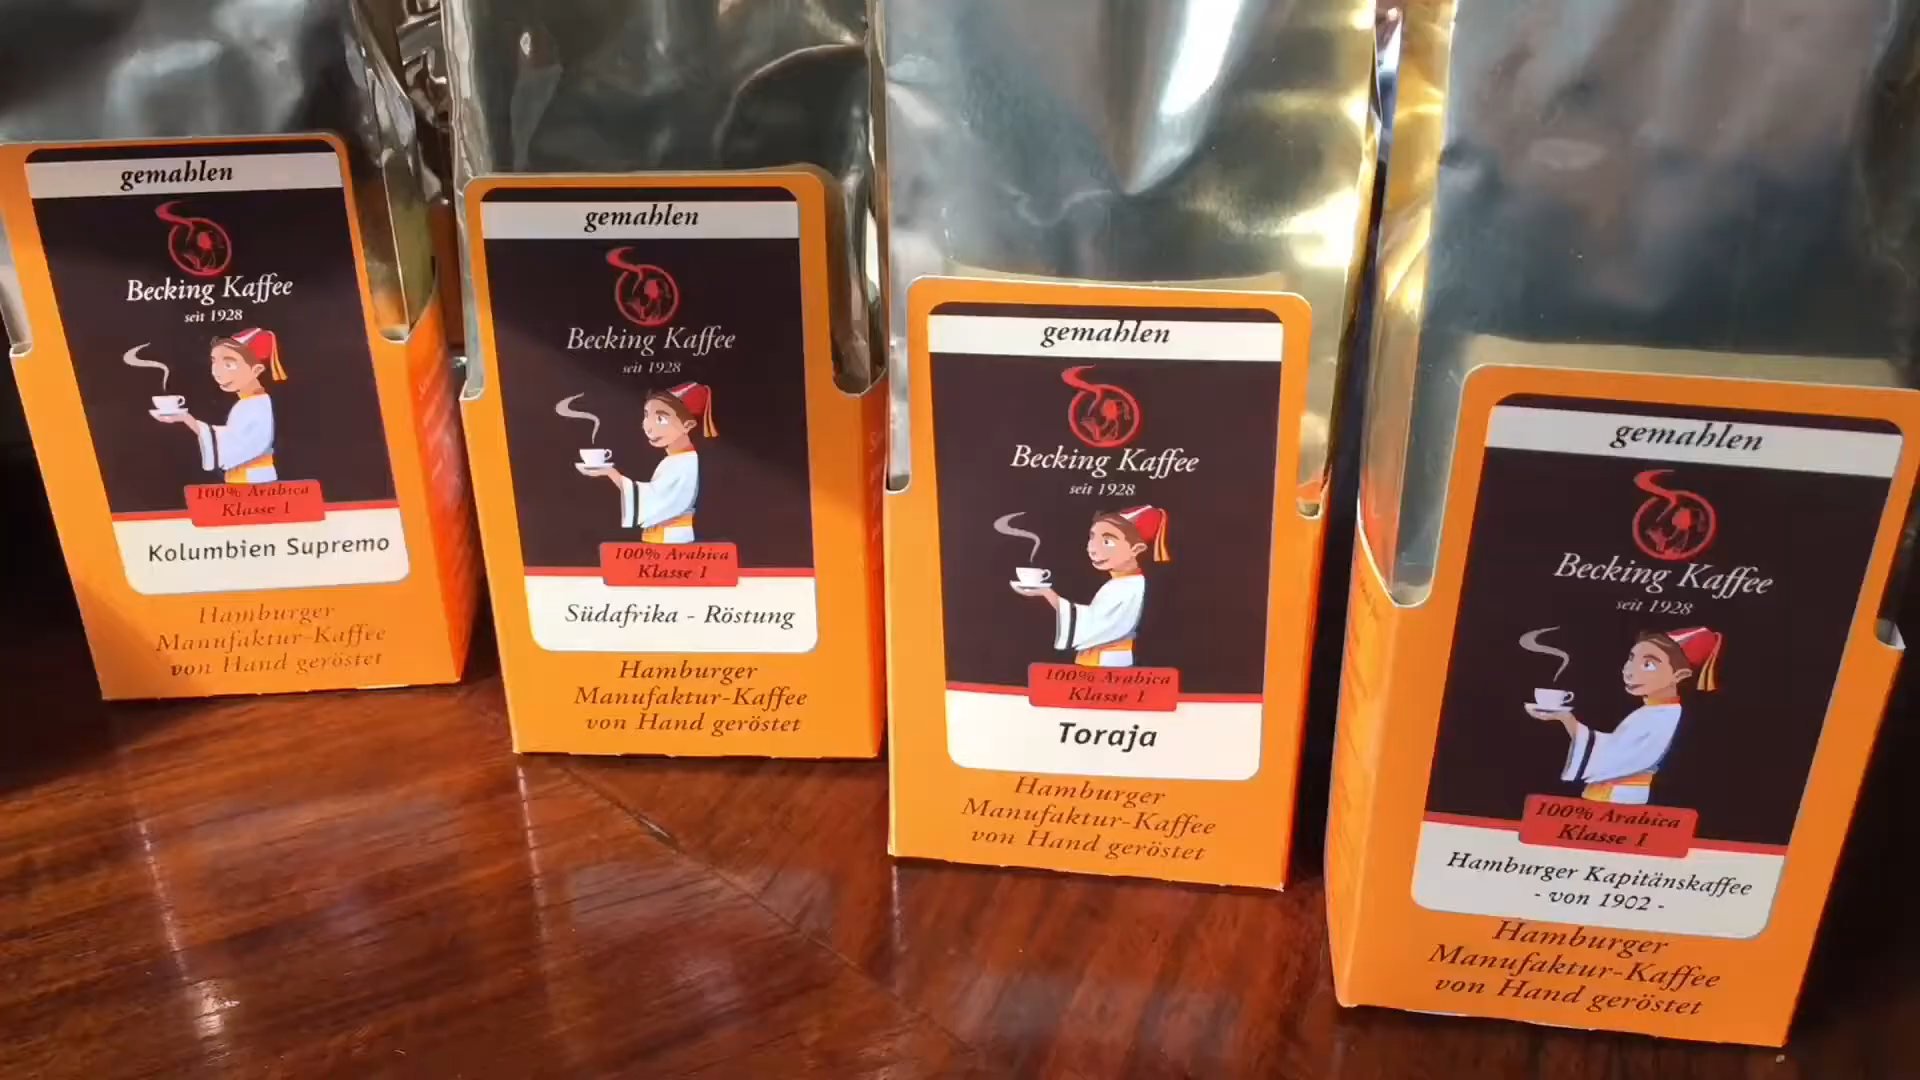 gemahlen
Becking Kaffee
seit 1928
100% Arabica
Klasse 1
Kolumbien Supremo
Hamburger
Manufaktur-Kaffee
von Hand geröstet
gemahlen
Becking Kaffee
seit 1928
100% Arabica
Klasse 1
Südafrika - Röstung
Hamburger
Manufaktur-Kaffee
von Hand geröstet
gemahlen
Becking Kaffee
seit 1928
100% Arabica
Klasse 1
Toraja
Hamburger
Manufaktur-Kaffee
von Hand geröstet
gemahlen
Becking Kaffee
seit 1928
100% Arabica
Klasse 1
Hamburger Kapitänskaffee
- von 1902 -
Hamburger
Manufaktur-Kaffee
von Hand geröstet